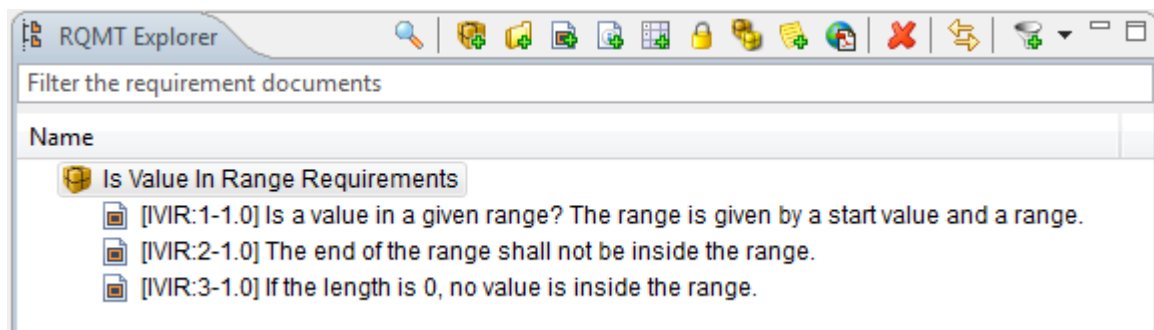 RQMT Explorer
Filter the requirement documents
Name
Is Value In Range Requirements
[IVIR:1-1.0] Is a value in a given range? The range is given by a start value and a range.
[IVIR:2-1.0] The end of the range shall not be inside the range.
[IVIR:3-1.0] If the length is 0, no value is inside the range.